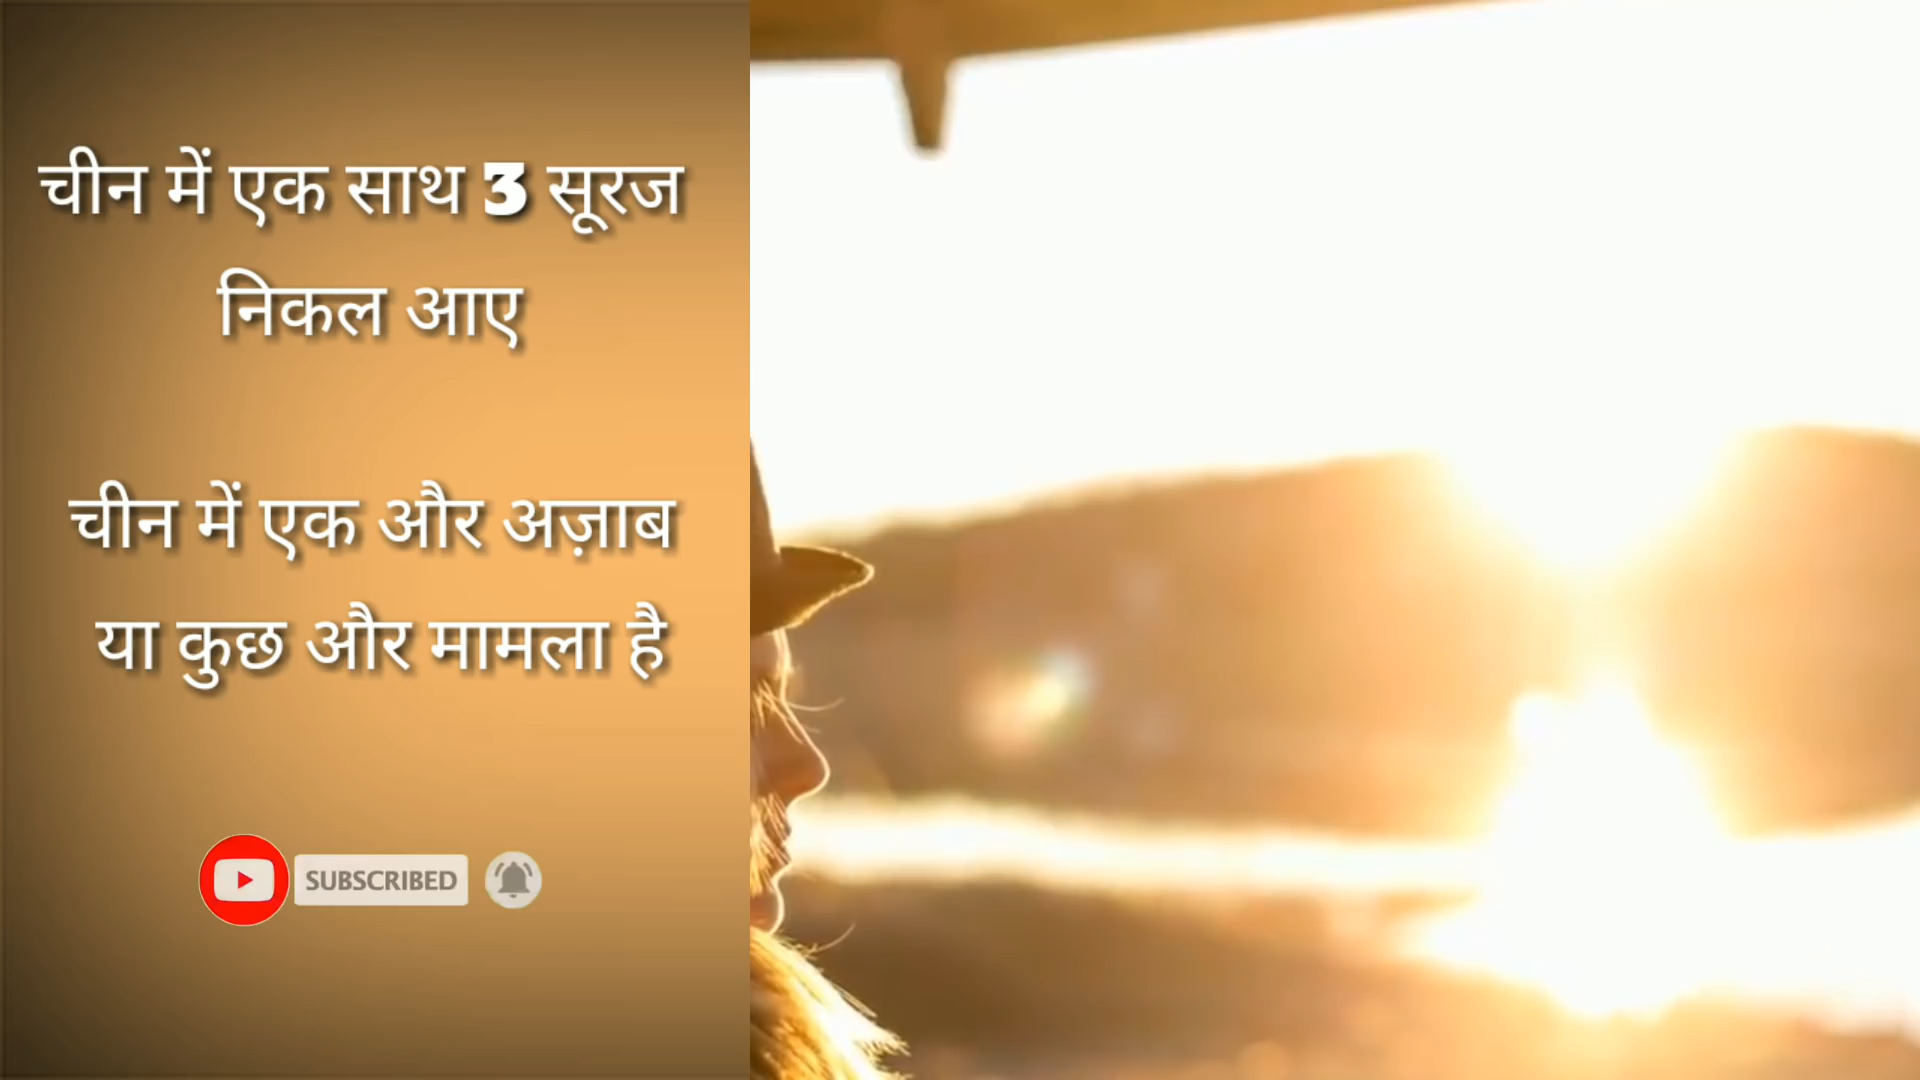 चीन में एक साथ 3 सूरज
निकल आए
चीन में एक और अज़ाब
या कुछ और मामला है
SUBSCRIBED